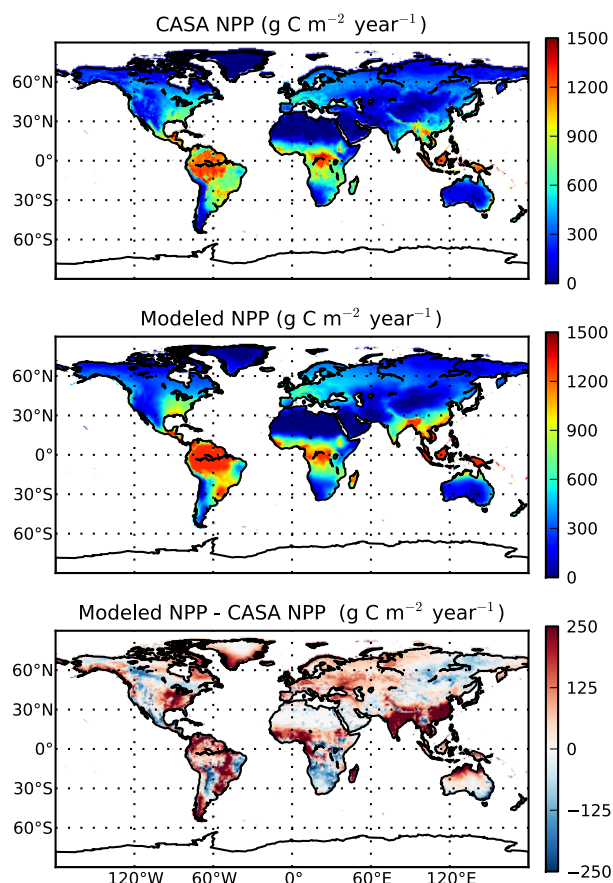 CASA NPP (g C m⁻² year⁻¹)
60°N
30°N
0°
30°S
60°S
1500
1200
900
600
300
0
Modeled NPP (g C m⁻² year⁻¹)
60°N
30°N
0°
30°S
60°S
1500
1200
900
600
300
0
Modeled NPP - CASA NPP (g C m⁻² year⁻¹)
60°N
30°N
0°
30°S
60°S
120°W 60°W 0° 60°E 120°E
250
125
0
−125
−250